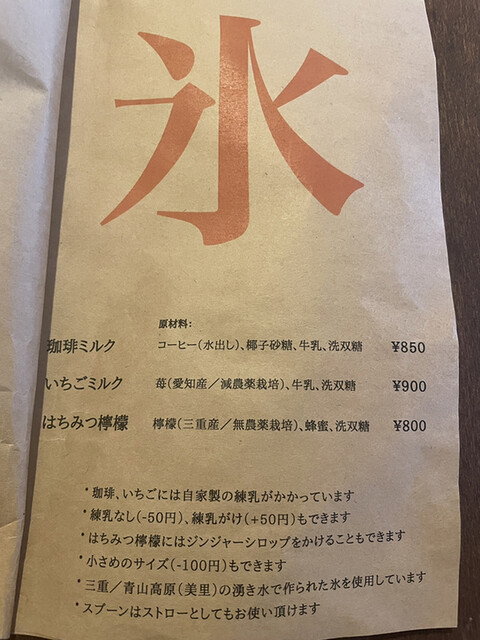 氷
原材料:
珈琲ミルク コーヒー(水出し)、椰子砂糖、牛乳、洗双糖 ¥850
いちごミルク 苺(愛知産／減農薬栽培)、牛乳、洗双糖 ¥900
はちみつ檸檬 檸檬(三重産／無農薬栽培)、蜂蜜、洗双糖 ¥800
*珈琲、いちごには自家製の練乳がかかっています
*練乳なし(-50円)、練乳がけ(+50円)もできます
*はちみつ檸檬にはジンジャーシロップをかけることもできます
*小さめのサイズ(-100円)もできます
*三重／青山高原(美里)の湧き水で作られた氷を使用しています
*スプーンはストローとしてもお使い頂けます